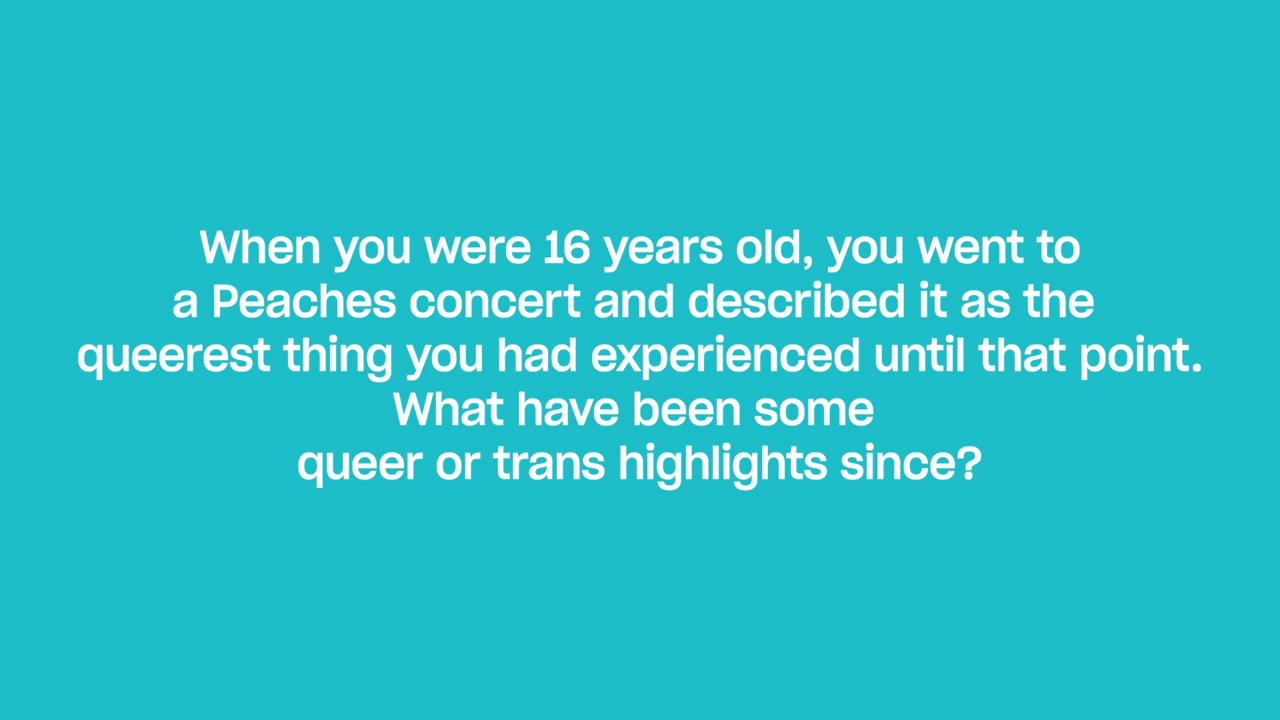 When you were 16 years old, you went to
a Peaches concert and described it as the
queerest thing you had experienced until that point.
What have been some
queer or trans highlights since?